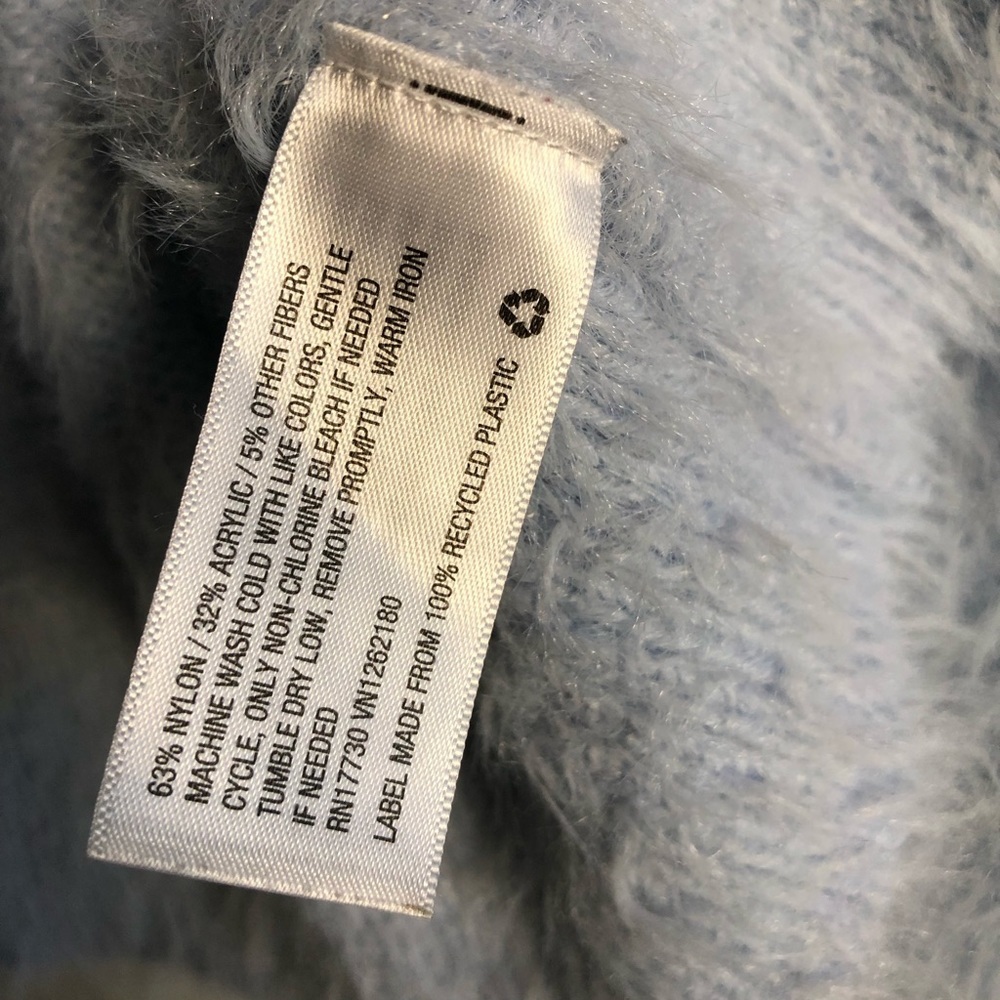 63% NYLON / 32% ACRYLIC / 5% OTHER FIBERS
MACHINE WASH COLD WITH LIKE COLORS, GENTLE
CYCLE, ONLY NON-CHLORINE BLEACH IF NEEDED
TUMBLE DRY LOW, REMOVE PROMPTLY, WARM IRON
IF NEEDED
RN17730 VN1262180
LABEL MADE FROM 100% RECYCLED PLASTIC